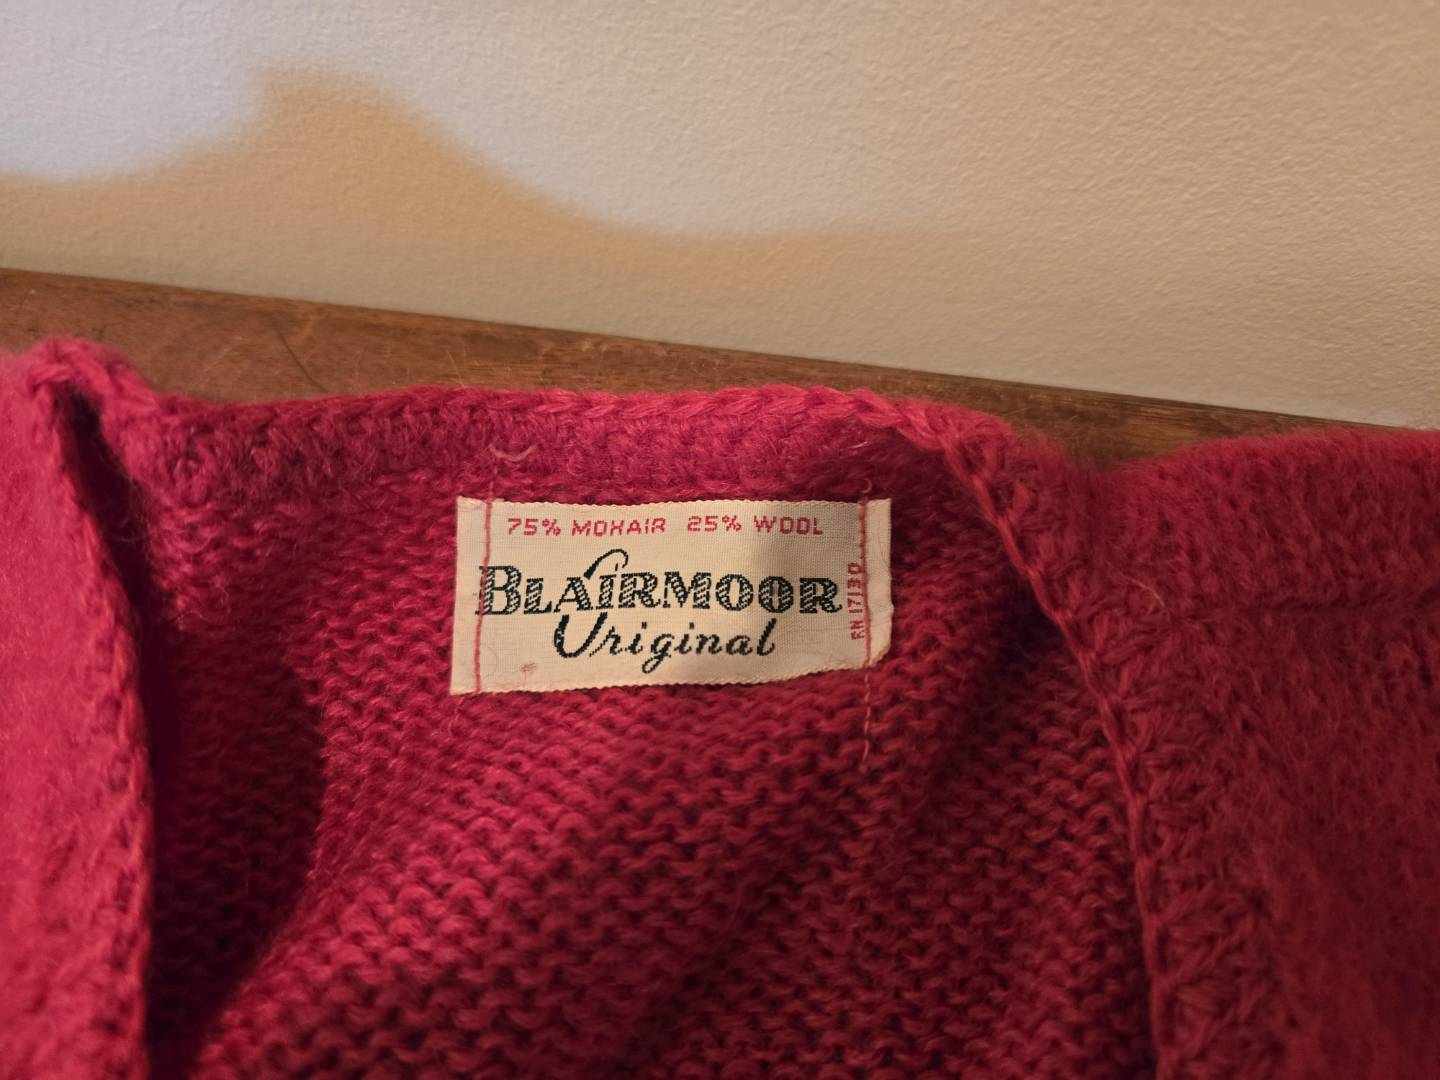 75% MOHAIR 25% WOOL
BLAIRMOOR
Original
RN 17130